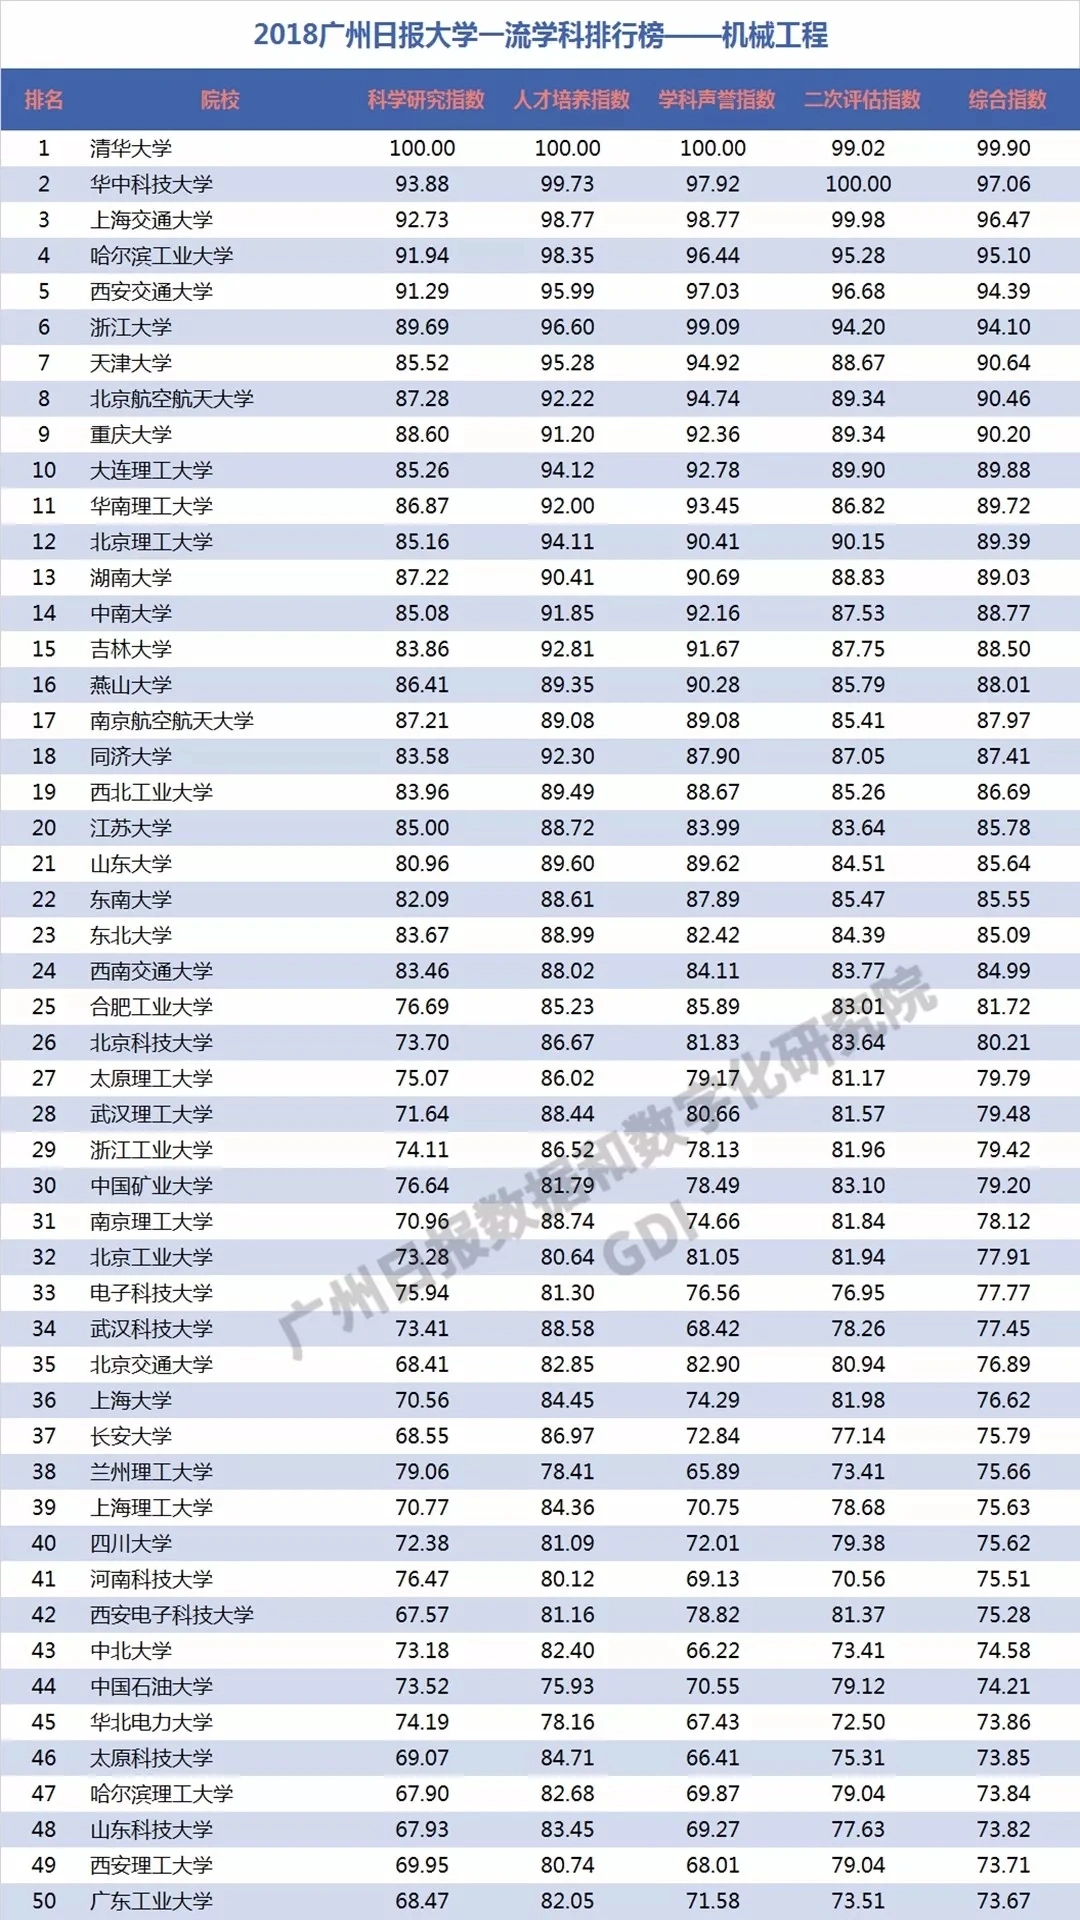 2018广州日报大学一流学科排行榜——机械工程
排名 院校 科学研究指数 人才培养指数 学科声誉指数 二次评估指数 综合指数
1 清华大学 100.00 100.00 100.00 99.02 99.90
2 华中科技大学 93.88 99.73 97.92 100.00 97.06
3 上海交通大学 92.73 98.77 98.77 99.98 96.47
4 哈尔滨工业大学 91.94 98.35 96.44 95.28 95.10
5 西安交通大学 91.29 95.99 97.03 96.68 94.39
6 浙江大学 89.69 96.60 99.09 94.20 94.10
7 天津大学 85.52 95.28 94.92 88.67 90.64
8 北京航空航天大学 87.28 92.22 94.74 89.34 90.46
9 重庆大学 88.60 91.20 92.36 89.34 90.20
10 大连理工大学 85.26 94.12 92.78 89.90 89.88
11 华南理工大学 86.87 92.00 93.45 86.82 89.72
12 北京理工大学 85.16 94.11 90.41 90.15 89.39
13 湖南大学 87.22 90.41 90.69 88.83 89.03
14 中南大学 85.08 91.85 92.16 87.53 88.77
15 吉林大学 83.86 92.81 91.67 87.75 88.50
16 燕山大学 86.41 89.35 90.28 85.79 88.01
17 南京航空航天大学 87.21 89.08 89.08 85.41 87.97
18 同济大学 83.58 92.30 87.90 87.05 87.41
19 西北工业大学 83.96 89.49 88.67 85.26 86.69
20 江苏大学 85.00 88.72 83.99 83.64 85.78
21 山东大学 80.96 89.60 89.62 84.51 85.64
22 东南大学 82.09 88.61 87.89 85.47 85.55
23 东北大学 83.67 88.99 82.42 84.39 85.09
24 西南交通大学 83.46 88.02 84.11 83.77 84.99
25 合肥工业大学 76.69 85.23 85.89 83.01 81.72
26 北京科技大学 73.70 86.67 81.83 83.64 80.21
27 太原理工大学 75.07 86.02 79.17 81.17 79.79
28 武汉理工大学 71.64 88.44 80.66 81.57 79.48
29 浙江工业大学 74.11 86.52 78.13 81.96 79.42
30 中国矿业大学 76.64 81.79 78.49 83.10 79.20
31 南京理工大学 70.96 88.74 74.66 81.84 78.12
32 北京工业大学 73.28 80.64 81.05 81.94 77.91
33 电子科技大学 75.94 81.30 76.56 76.95 77.77
34 武汉科技大学 73.41 88.58 68.42 78.26 77.45
35 北京交通大学 68.41 82.85 82.90 80.94 76.89
36 上海大学 70.56 84.45 74.29 81.98 76.62
37 长安大学 68.55 86.97 72.84 77.14 75.79
38 兰州理工大学 79.06 78.41 65.89 73.41 75.66
39 上海理工大学 70.77 84.36 70.75 78.68 75.63
40 四川大学 72.38 81.09 72.01 79.38 75.62
41 河南科技大学 76.47 80.12 69.13 70.56 75.51
42 西安电子科技大学 67.57 81.16 78.82 81.37 75.28
43 中北大学 73.18 82.40 66.22 73.41 74.58
44 中国石油大学 73.52 75.93 70.55 79.12 74.21
45 华北电力大学 74.19 78.16 67.43 72.50 73.86
46 太原科技大学 69.07 84.71 66.41 75.31 73.85
47 哈尔滨理工大学 67.90 82.68 69.87 79.04 73.84
48 山东科技大学 67.93 83.45 69.27 77.63 73.82
49 西安理工大学 69.95 80.74 68.01 79.04 73.71
50 广东工业大学 68.47 82.05 71.58 73.51 73.67
广州日报数据和数字化研究院
GDI